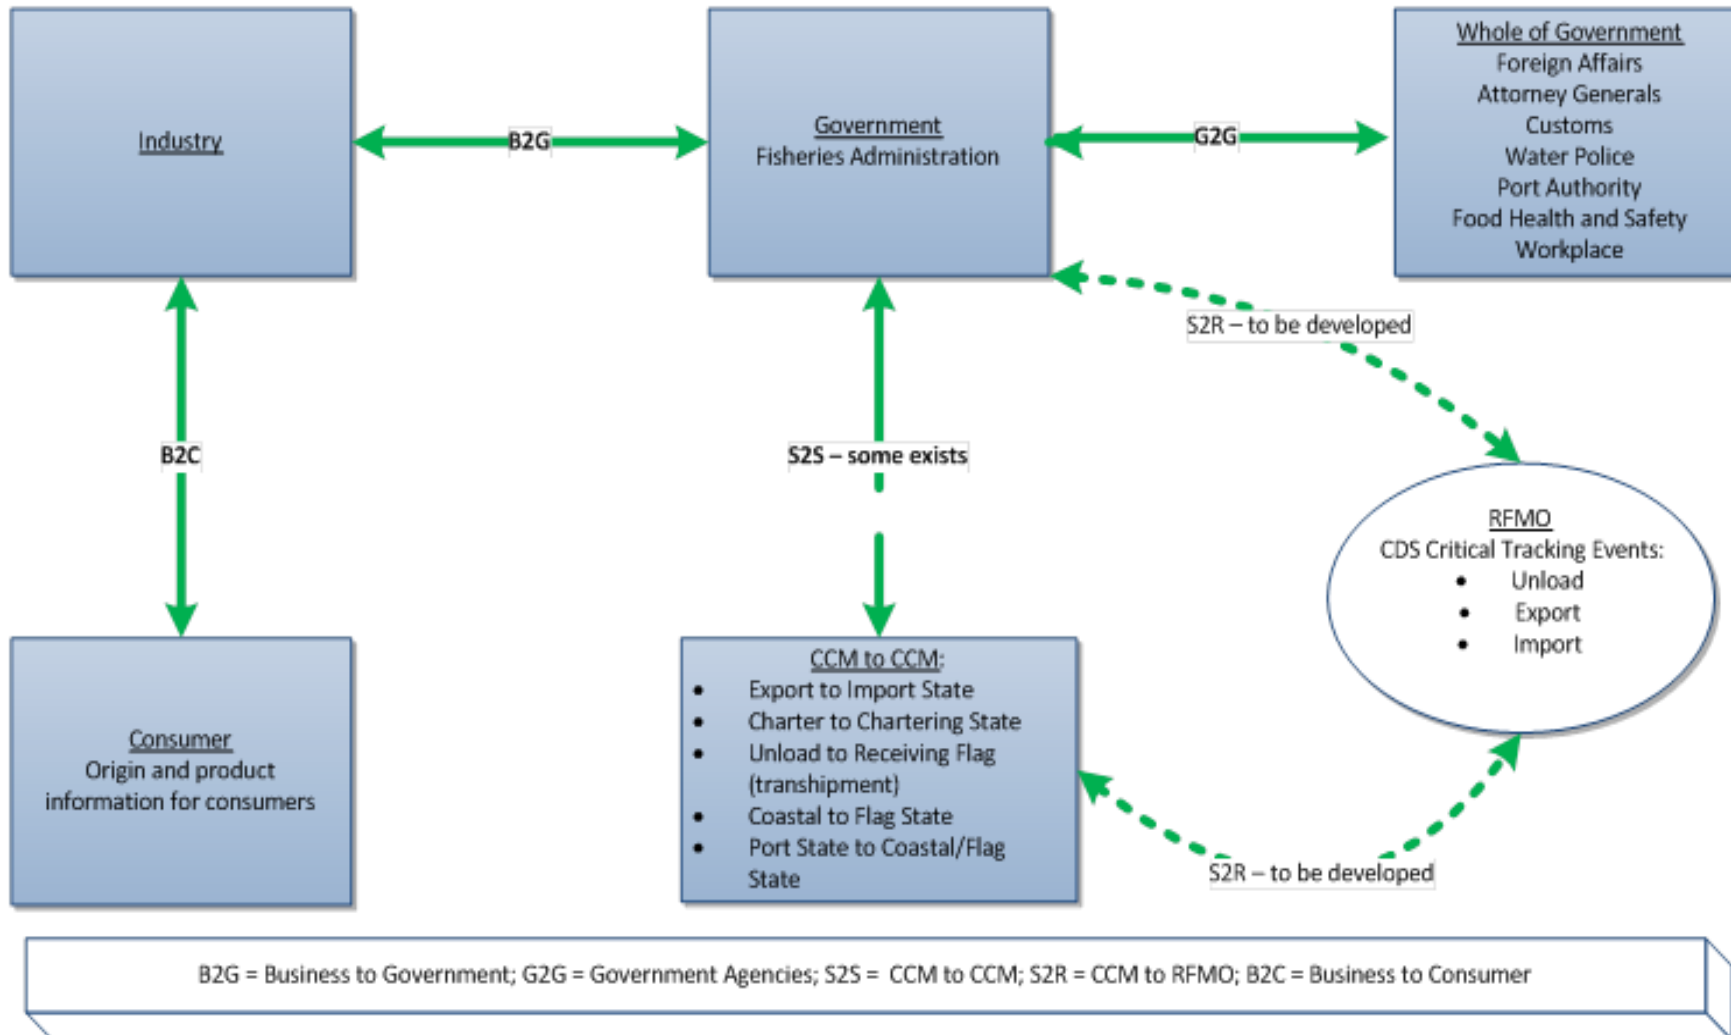 Industry
B2G
Government
Fisheries Administration
G2G
Whole of Government
Foreign Affairs
Attorney Generals
Customs
Water Police
Port Authority
Food Health and Safety
Workplace
S2R – to be developed
B2C
S2S – some exists
RFMO
CDS Critical Tracking Events:
• Unload
• Export
• Import
Consumer
Origin and product
information for consumers
CCM to CCM:
• Export to Import State
• Charter to Chartering State
• Unload to Receiving Flag
(transhipment)
• Coastal to Flag State
• Port State to Coastal/Flag
State
S2R – to be developed
B2G = Business to Government; G2G = Government Agencies; S2S = CCM to CCM; S2R = CCM to RFMO; B2C = Business to Consumer